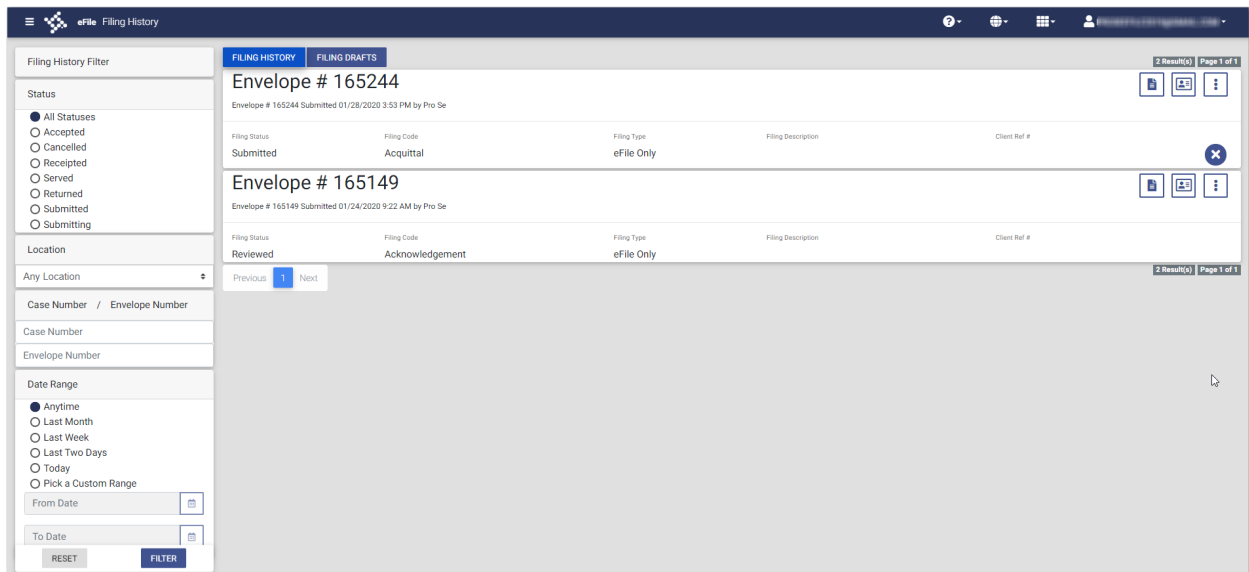 eFile Filing History
Filing History Filter
Status
All Statuses
Accepted
Cancelled
Receipted
Served
Returned
Submitted
Submitting
Location
Any Location
Case Number / Envelope Number
Case Number
Envelope Number
Date Range
Anytime
Last Month
Last Week
Last Two Days
Today
Pick a Custom Range
From Date
To Date
RESET FILTER
FILING HISTORY FILING DRAFTS
2 Result(s) Page 1 of 1
Envelope # 165244
Envelope # 165244 Submitted 01/28/2020 3:53 PM by Pro Se
Filing Status Filing Code Filing Type Filing Description Client Ref #
Submitted Acquittal eFile Only
Envelope # 165149
Envelope # 165149 Submitted 01/24/2020 9:22 AM by Pro Se
Filing Status Filing Code Filing Type Filing Description Client Ref #
Reviewed Acknowledgement eFile Only
Previous 1 Next
2 Result(s) Page 1 of 1